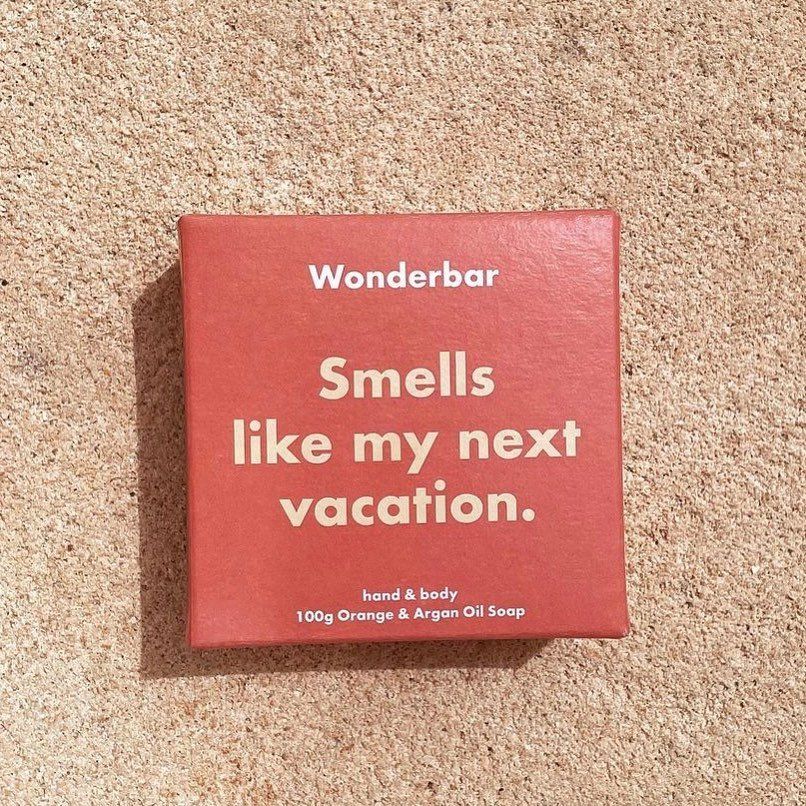 Wonderbar
Smells
like my next
vacation.
hand & body
100g Orange & Argan Oil Soap